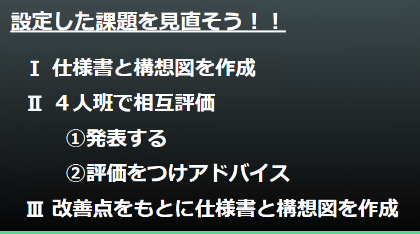 設定した課題を見直そう！！
Ⅰ 仕様書と構想図を作成
Ⅱ ４人班で相互評価
①発表する
②評価をつけアドバイス
Ⅲ 改善点をもとに仕様書と構想図を作成